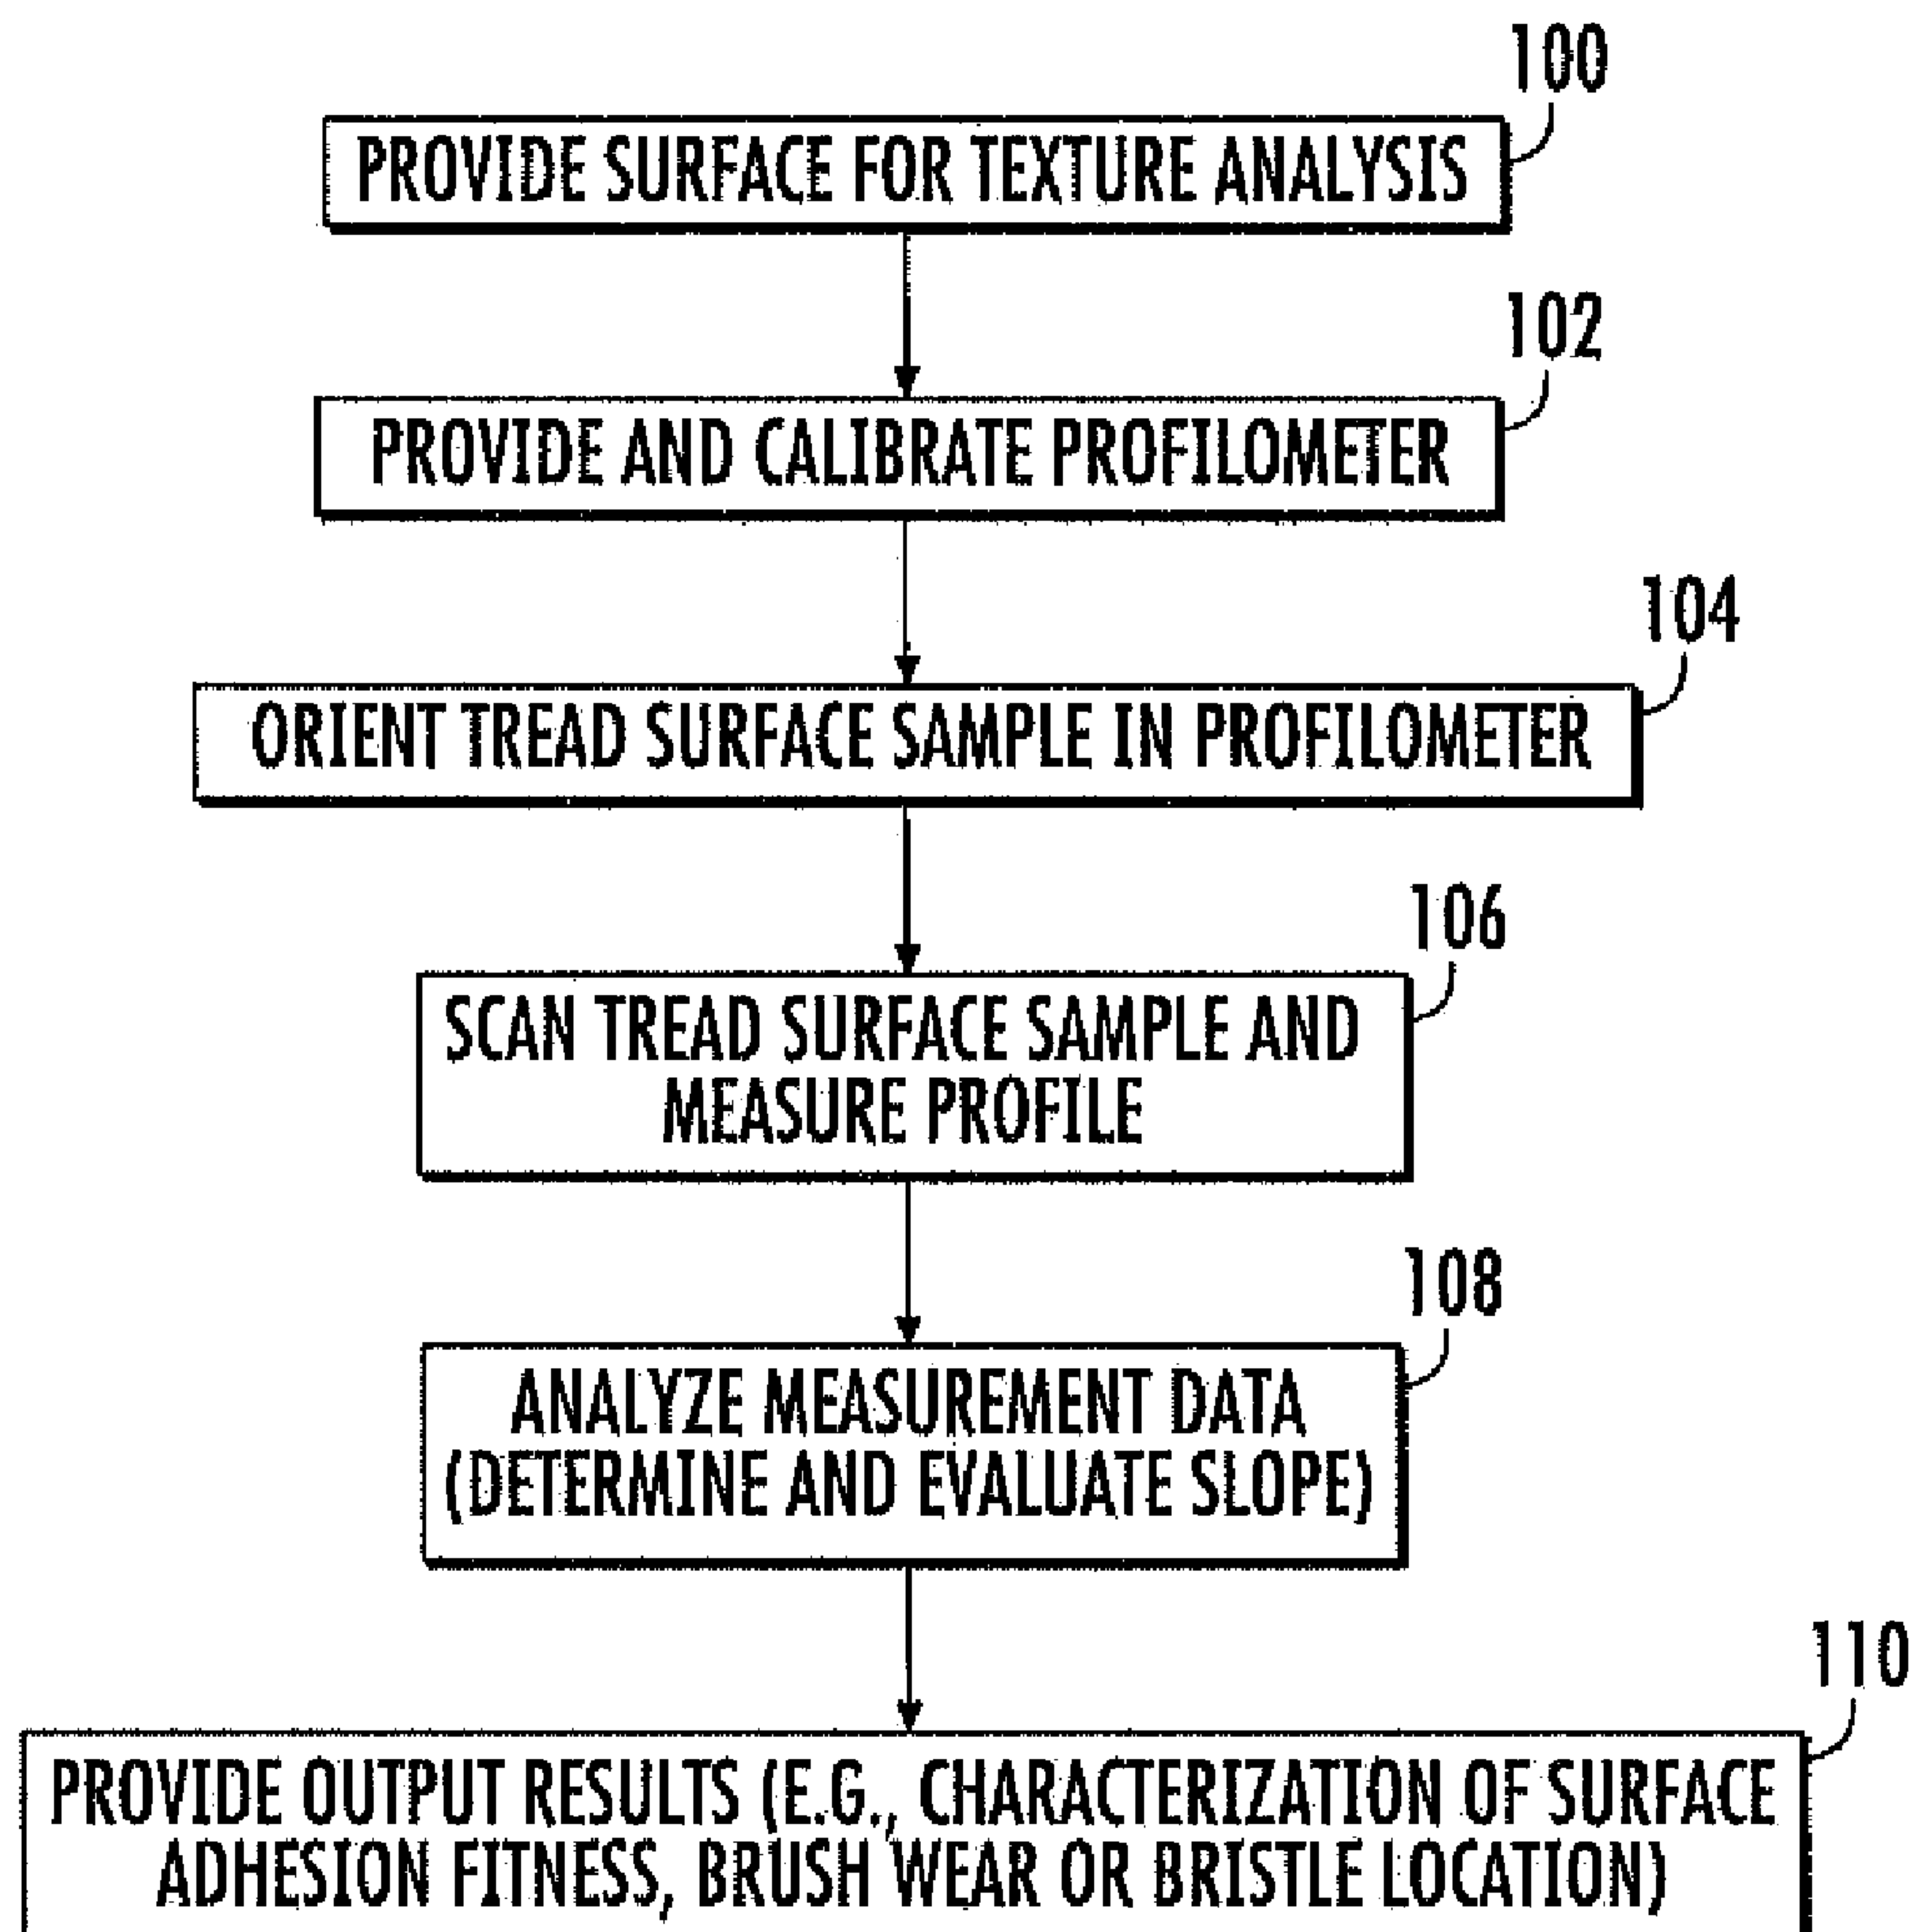 100
PROVIDE SURFACE FOR TEXTURE ANALYSIS
102
PROVIDE AND CALIBRATE PROFILOMETER
104
ORIENT TREAD SURFACE SAMPLE IN PROFILOMETER
106
SCAN TREAD SURFACE SAMPLE AND
MEASURE PROFILE
108
ANALYZE MEASUREMENT DATA
(DETERMINE AND EVALUATE SLOPE)
110
PROVIDE OUTPUT RESULTS (E.G., CHARACTERIZATION OF SURFACE
ADHESION FITNESS, BRUSH WEAR OR BRISTLE LOCATION)